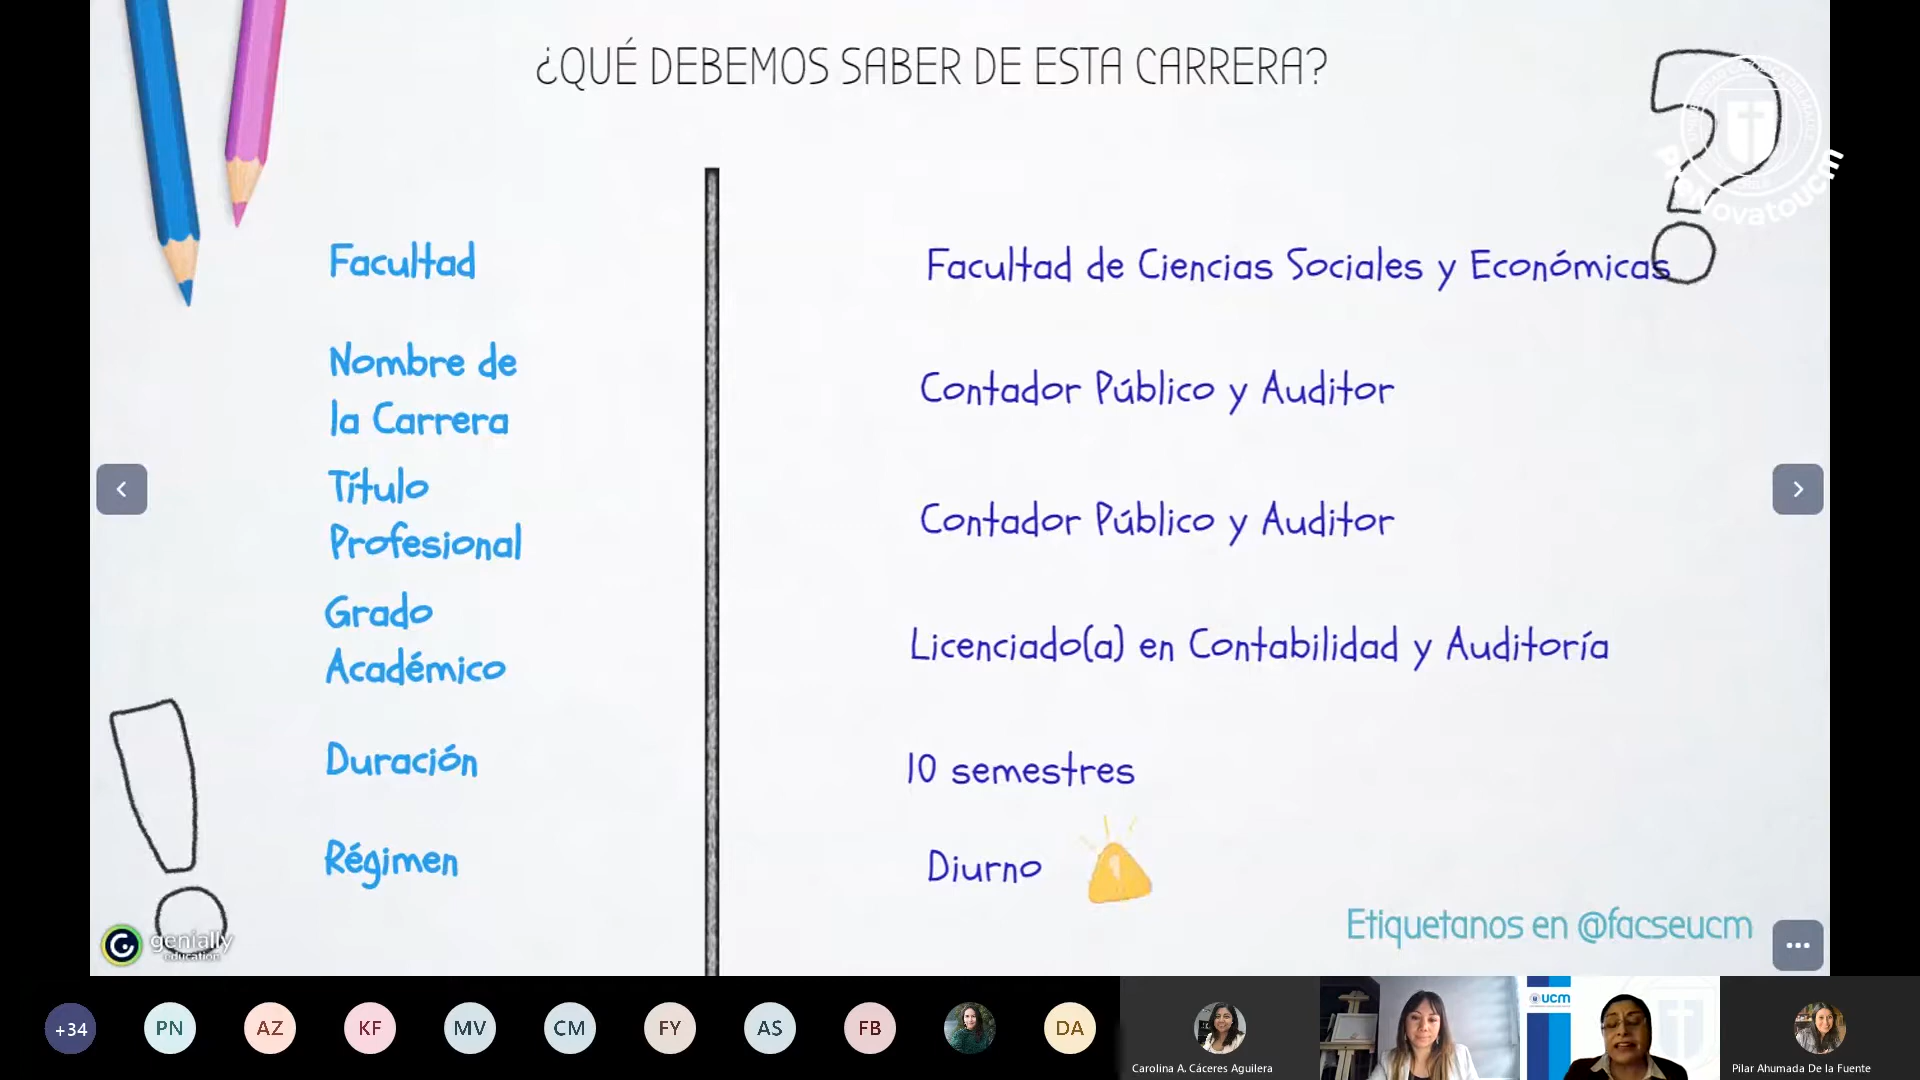 ¿QUÉ DEBEMOS SABER DE ESTA CARRERA?
Facultad
Facultad de Ciencias Sociales y Económicas
Nombre de
la Carrera
Contador Público y Auditor
Título
Profesional
Contador Público y Auditor
Grado
Académico
Licenciado(a) en Contabilidad y Auditoría
Duración
10 semestres
Régimen
Diurno
Etiquetanos en @facseucm
genially
education
+34
PN
AZ
KF
MV
CM
FY
AS
FB
DA
ucm
Carolina A. Cáceres Aguilera
Pilar Ahumada De la Fuente